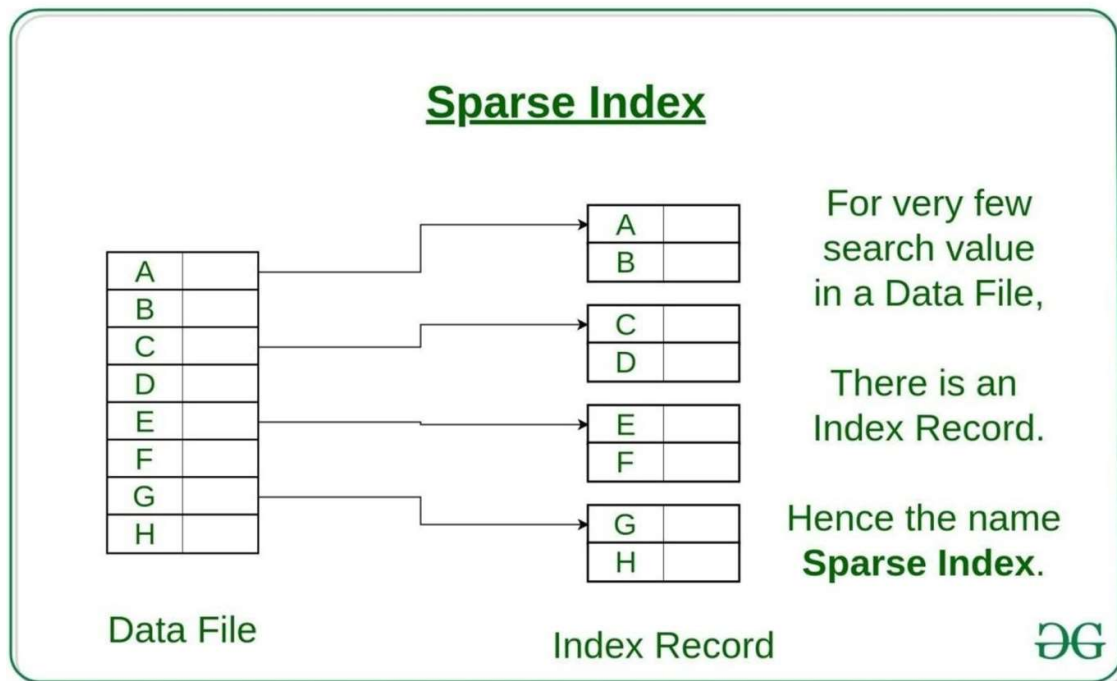 Sparse Index
A
B
C
D
E
F
G
H
Data File
A
B
C
D
E
F
G
H
Index Record
For very few
search value
in a Data File,
There is an
Index Record.
Hence the name
Sparse Index.